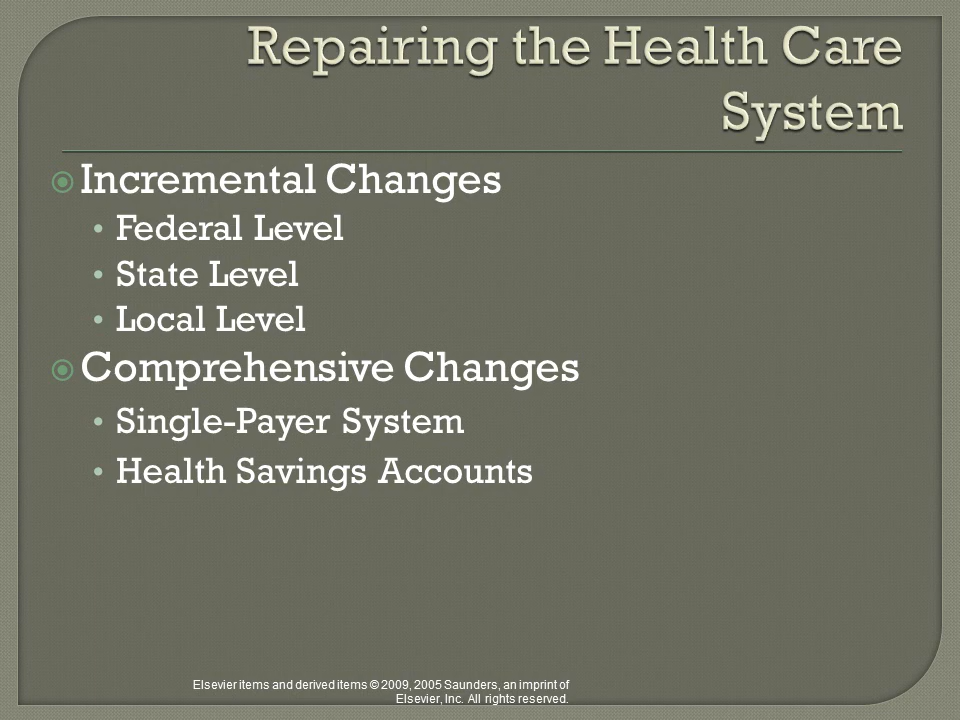 Repairing the Health Care
System
Incremental Changes
• Federal Level
• State Level
• Local Level
Comprehensive Changes
• Single-Payer System
• Health Savings Accounts
Elsevier items and derived items © 2009, 2005 Saunders, an imprint of
Elsevier, Inc. All rights reserved.